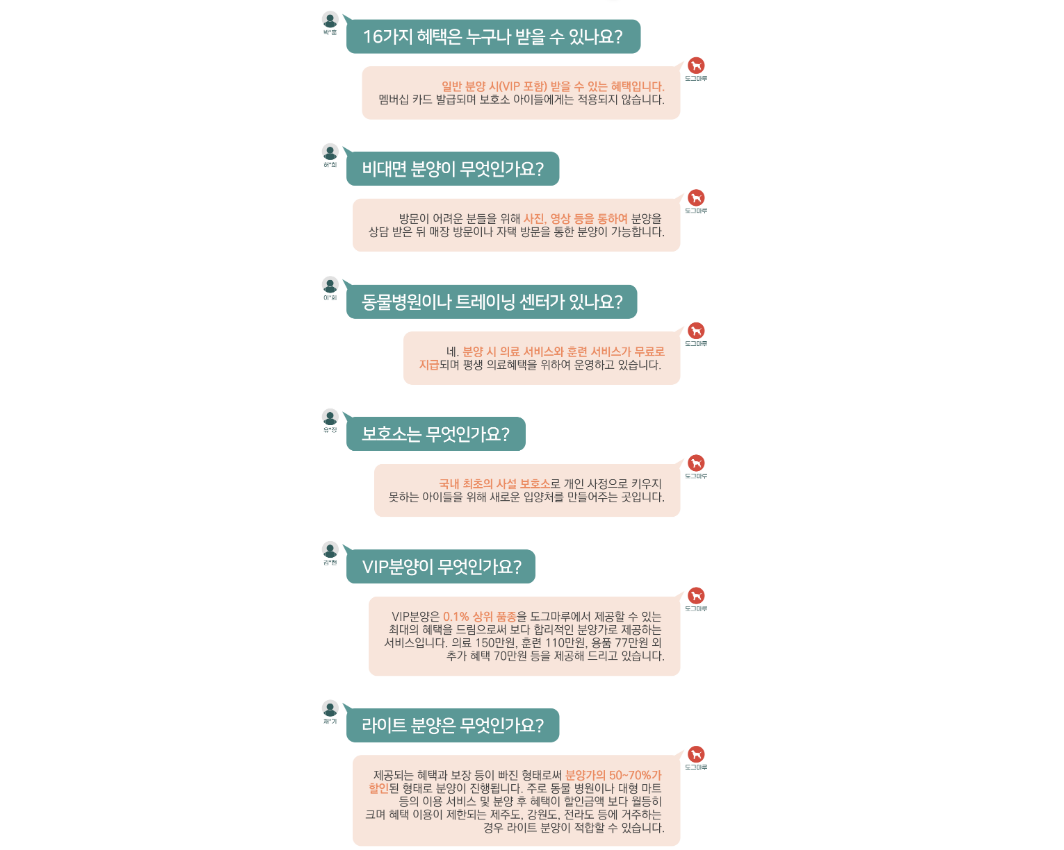 박*호
16가지 혜택은 누구나 받을 수 있나요?
도그마루
일반 분양 시(VIP 포함) 받을 수 있는 혜택입니다.
멤버십 카드 발급되며 보호소 아이들에게는 적용되지 않습니다.
비대면 분양이 무엇인가요?
도그마루
방문이 어려운 분들을 위해 사진, 영상 등을 통하여 분양을
상담 받은 뒤 매장 방문이나 자택 방문을 통한 분양이 가능합니다.
동물병원이나 트레이닝 센터가 있나요?
도그마루
네. 분양 시 의료 서비스와 훈련 서비스가 무료로
지급되며 평생 의료혜택을 위하여 운영하고 있습니다.
보호소는 무엇인가요?
도그마루
국내 최초의 사설 보호소로 개인 사정으로 키우지
못하는 아이들을 위해 새로운 입양처를 만들어주는 곳입니다.
VIP분양이 무엇인가요?
도그마루
VIP분양은 0.1% 상위 품종을 도그마루에서 제공할 수 있는
최대의 혜택을 드림으로써 보다 합리적인 분양가로 제공하는
서비스입니다. 의료 150만원, 훈련 110만원, 용품 77만원 외
추가 혜택 70만원 등을 제공해 드리고 있습니다.
라이트 분양은 무엇인가요?
도그마루
제공되는 혜택과 보장 등이 빠진 형태로써 분양가의 50~70%가
할인된 형태로 분양이 진행됩니다. 주로 동물 병원이나 대형 마트
등의 이용 서비스 및 분양 후 혜택이 할인금액 보다 월등히
크며 혜택 이용이 제한되는 제주도, 강원도, 전라도 등에 거주하는
경우 라이트 분양이 적합할 수 있습니다.